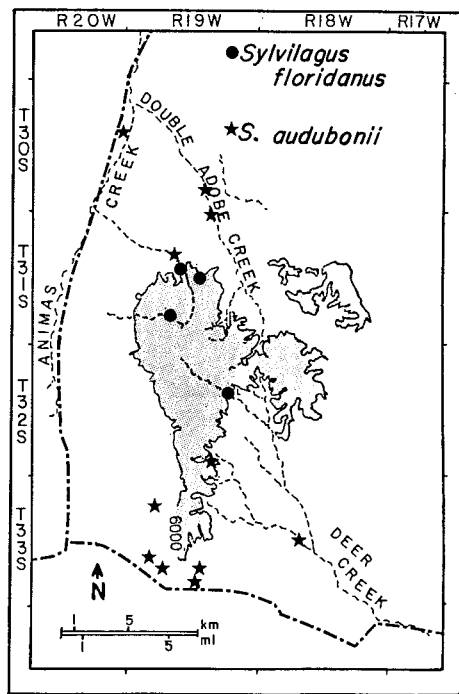 R20W R19W R18W R17W
Sylvilagus
floridanus
S. audubonii
T30S
T31S
T32S
T33S
DOUBLE ADOBE CREEK
ANIMAS CREEK
DEER CREEK
6000
N
1 5 km
1 5 mi